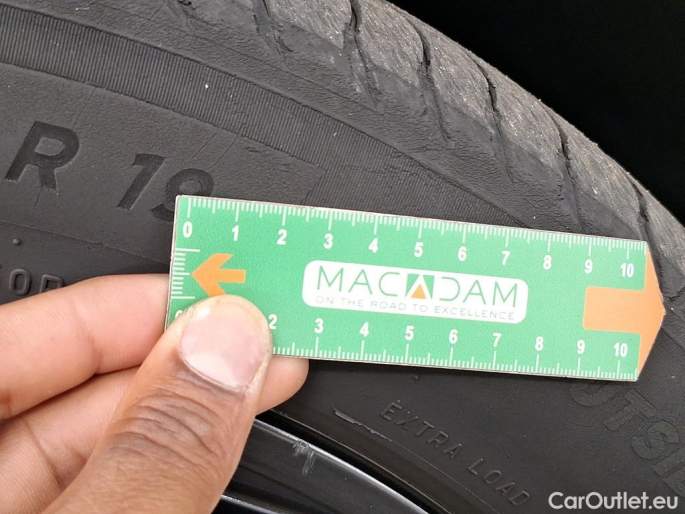 R 19
0 1 2 3 4 5 6 7 8 9 10
MACADAM
ON THE ROAD TO EXCELLENCE
2 3 4 5 6 7 8 9 10
EXTRA LOAD
CarOutlet.eu